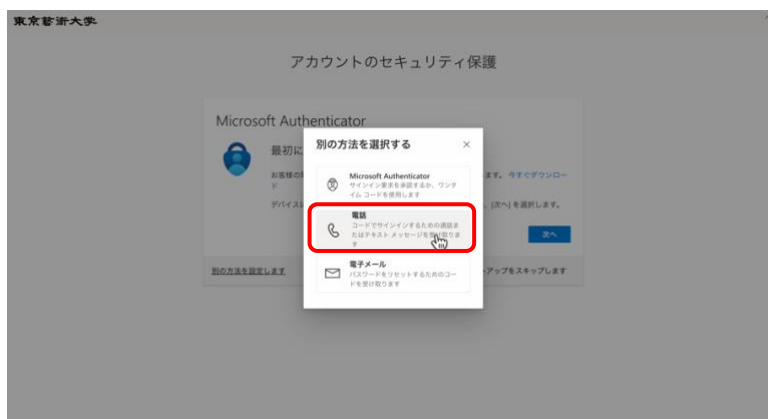 東京藝術大学
アカウントのセキュリティ保護
Microsoft Authenticator
最初に
お客様の
ド
ます。今すぐダウンロー
デバイスに
、[次へ] を選択します。
次へ
別の方法を設定します
アップをスキップします
別の方法を選択する
×
Microsoft Authenticator
サインイン要求を承認するか、ワンタ
イム コードを使用します
電話
コードでサインインするための通話ま
たはテキスト メッセージを受け取りま
す
電子メール
パスワードをリセットするためのコー
ドを受け取ります